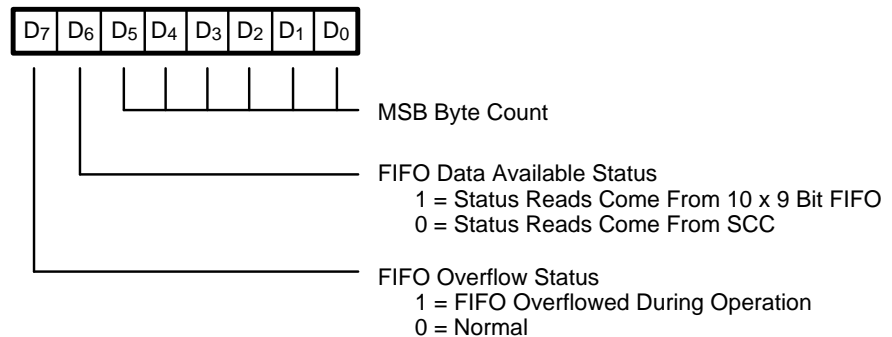 D7 D6 D5 D4 D3 D2 D1 D0
MSB Byte Count
FIFO Data Available Status
1 = Status Reads Come From 10 x 9 Bit FIFO
0 = Status Reads Come From SCC
FIFO Overflow Status
1 = FIFO Overflowed During Operation
0 = Normal